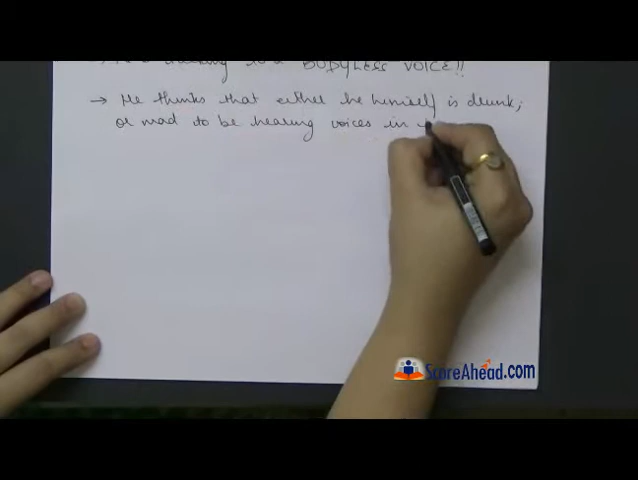 to a BODYLESS VOICE!!
→ He thinks that either he himself is drunk;
or mad to be hearing voices in
ScoreAhead.com